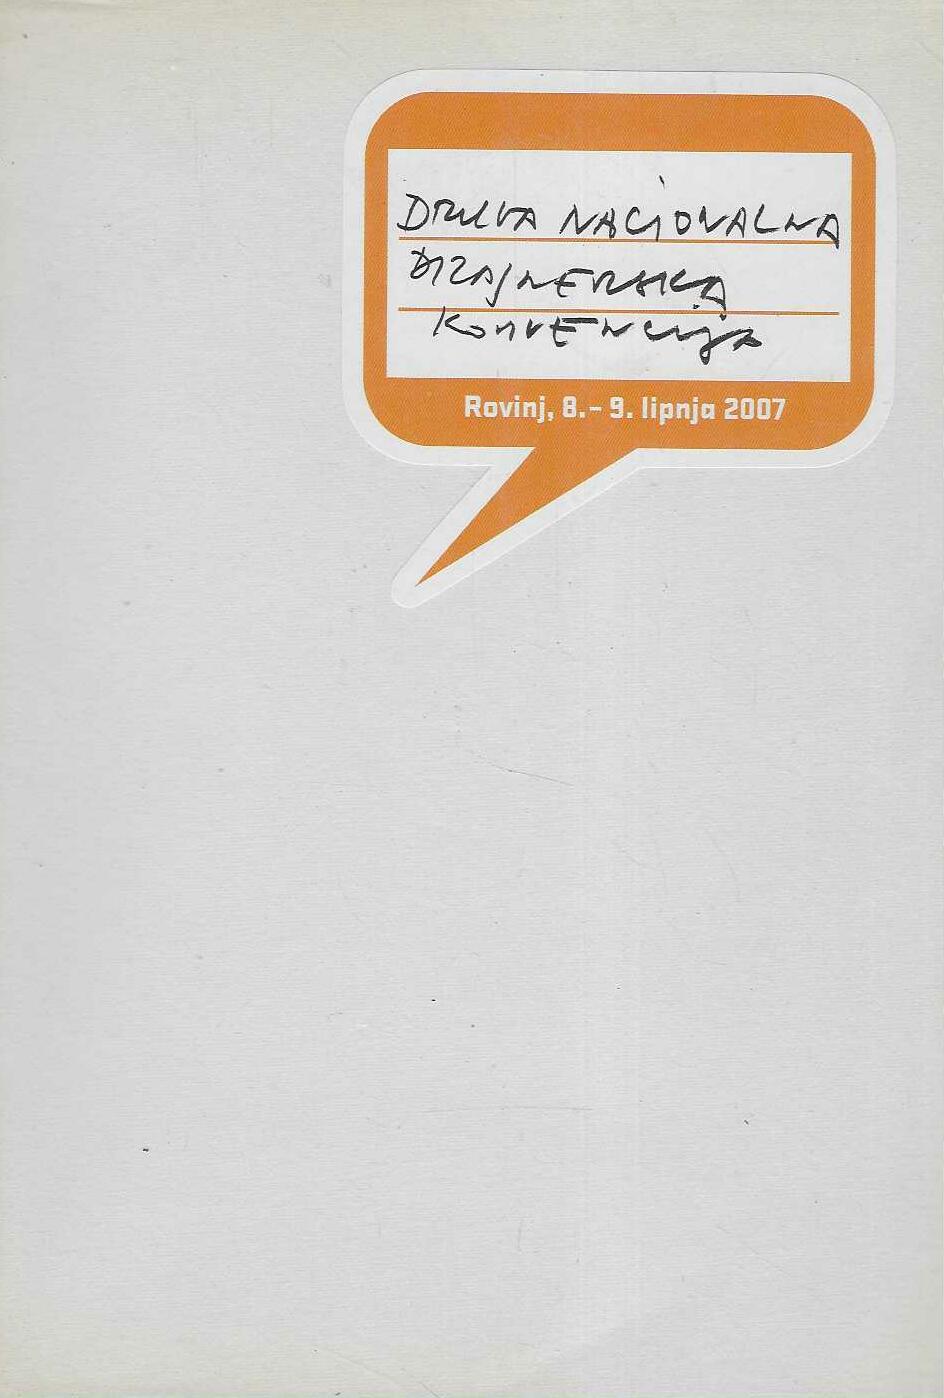 DRUGA NACIONALNA
DIZAJNERSKA
KONVENCIJA
Rovinj, 8.– 9. lipnja 2007